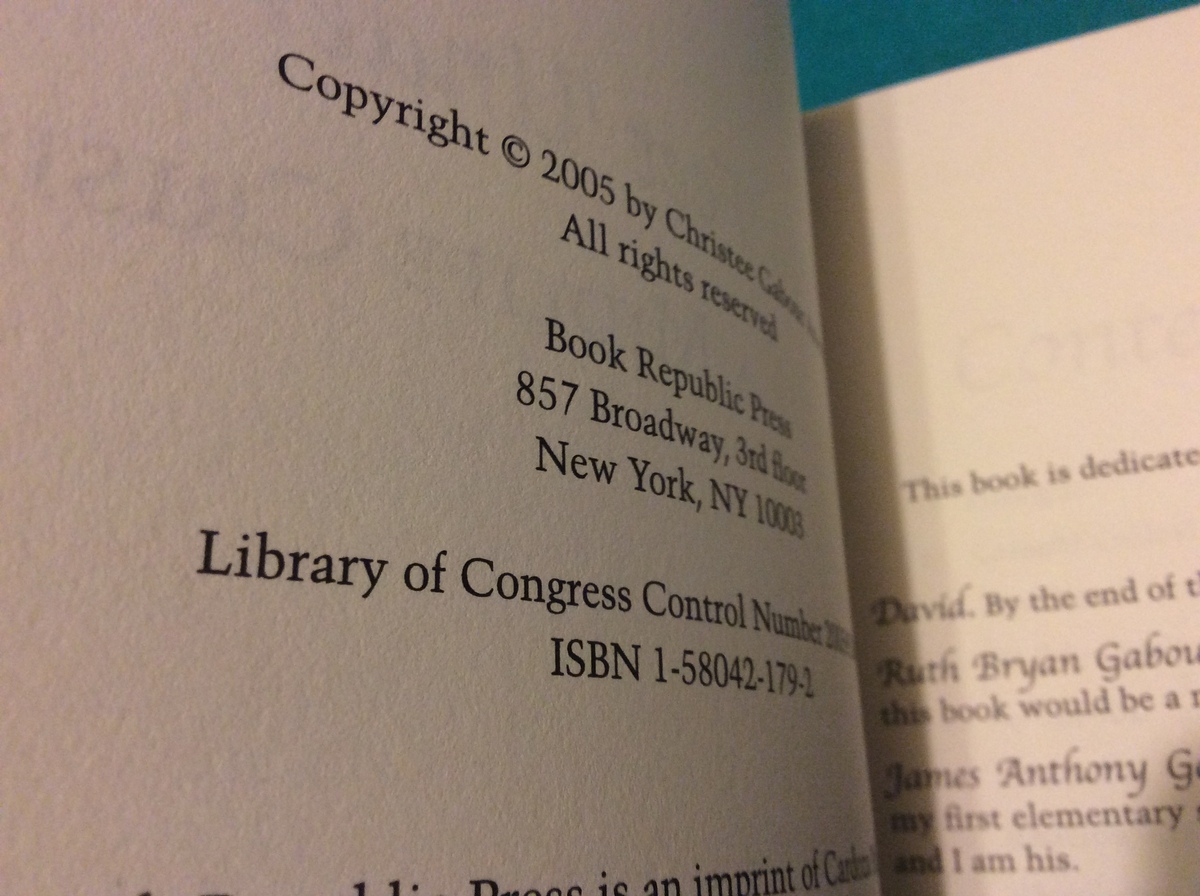 Copyright © 2005 by Christee Gabour
All rights reserved
Book Republic Press
857 Broadway, 3rd floor
New York, NY 10003
Library of Congress Control Number
ISBN 1-58042-179-2
Press is an imprint of
This book is dedicate
David. By the end of t
Ruth Bryan Gabou
this book would be a
James Anthony G
my first elementary
and I am his.